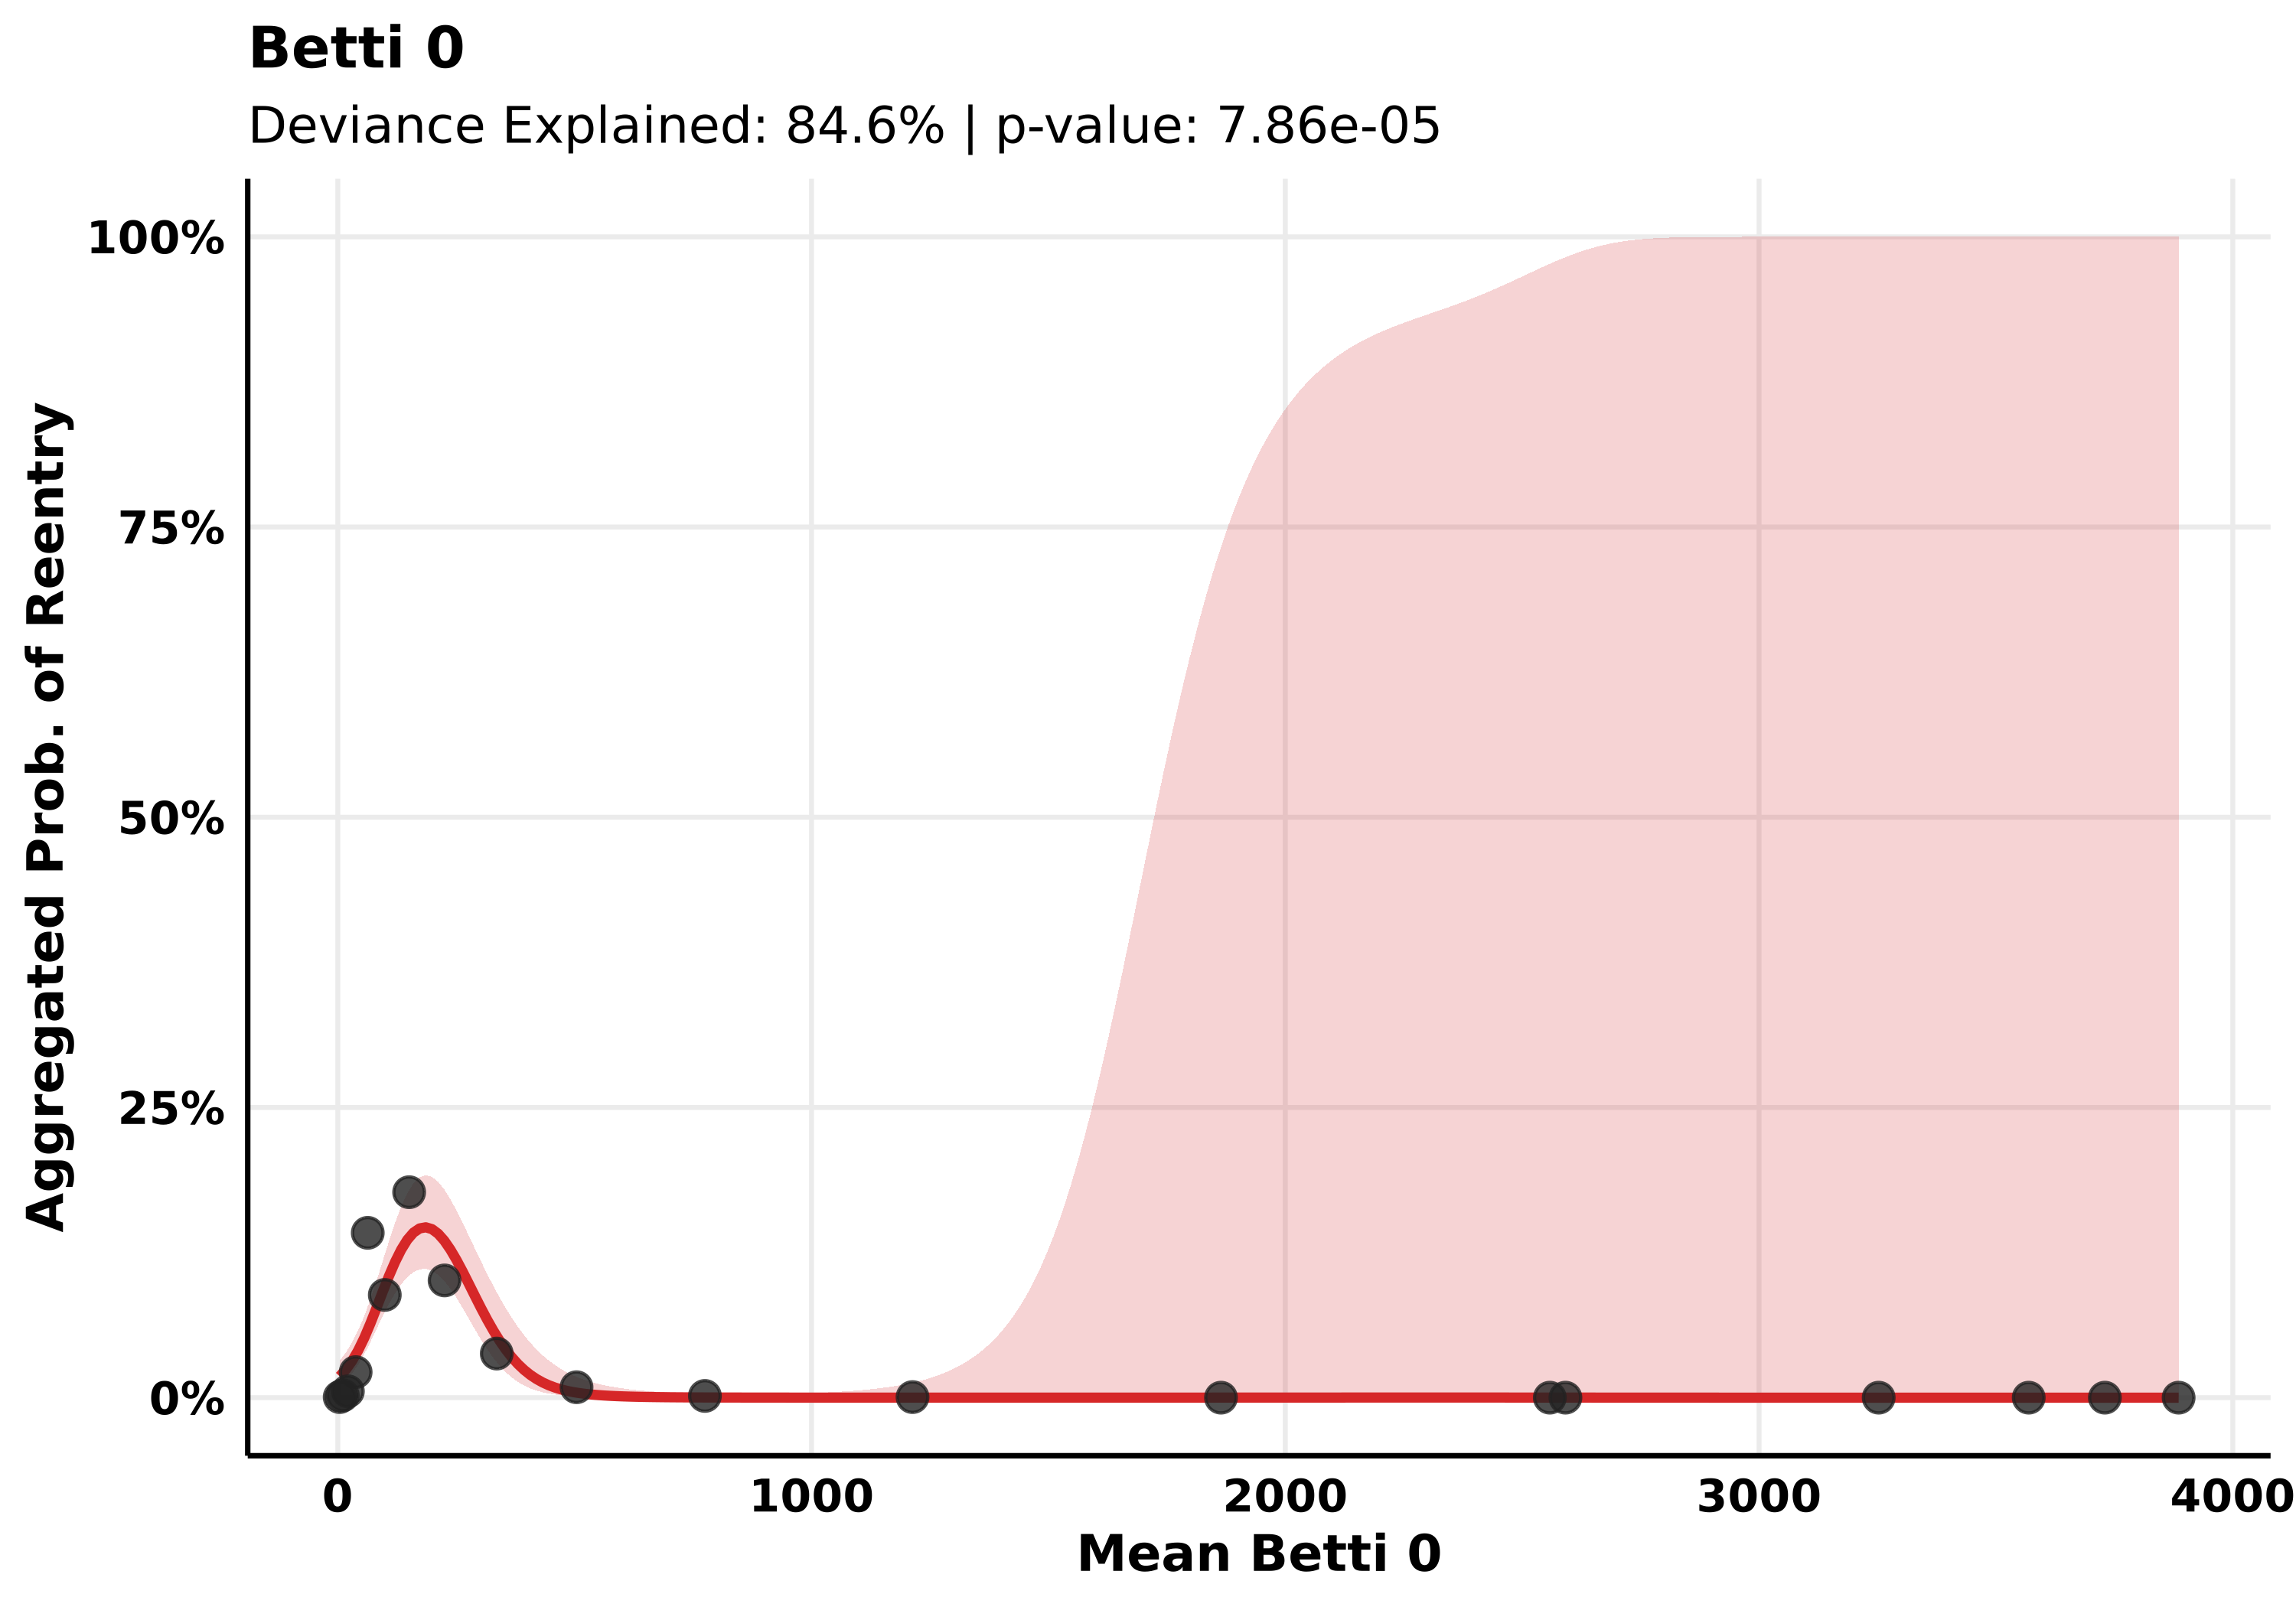 Betti 0
Deviance Explained: 84.6% | p-value: 7.86e-05
Aggregated Prob. of Reentry
100%
75%
50%
25%
0%
0 1000 2000 3000 4000
Mean Betti 0